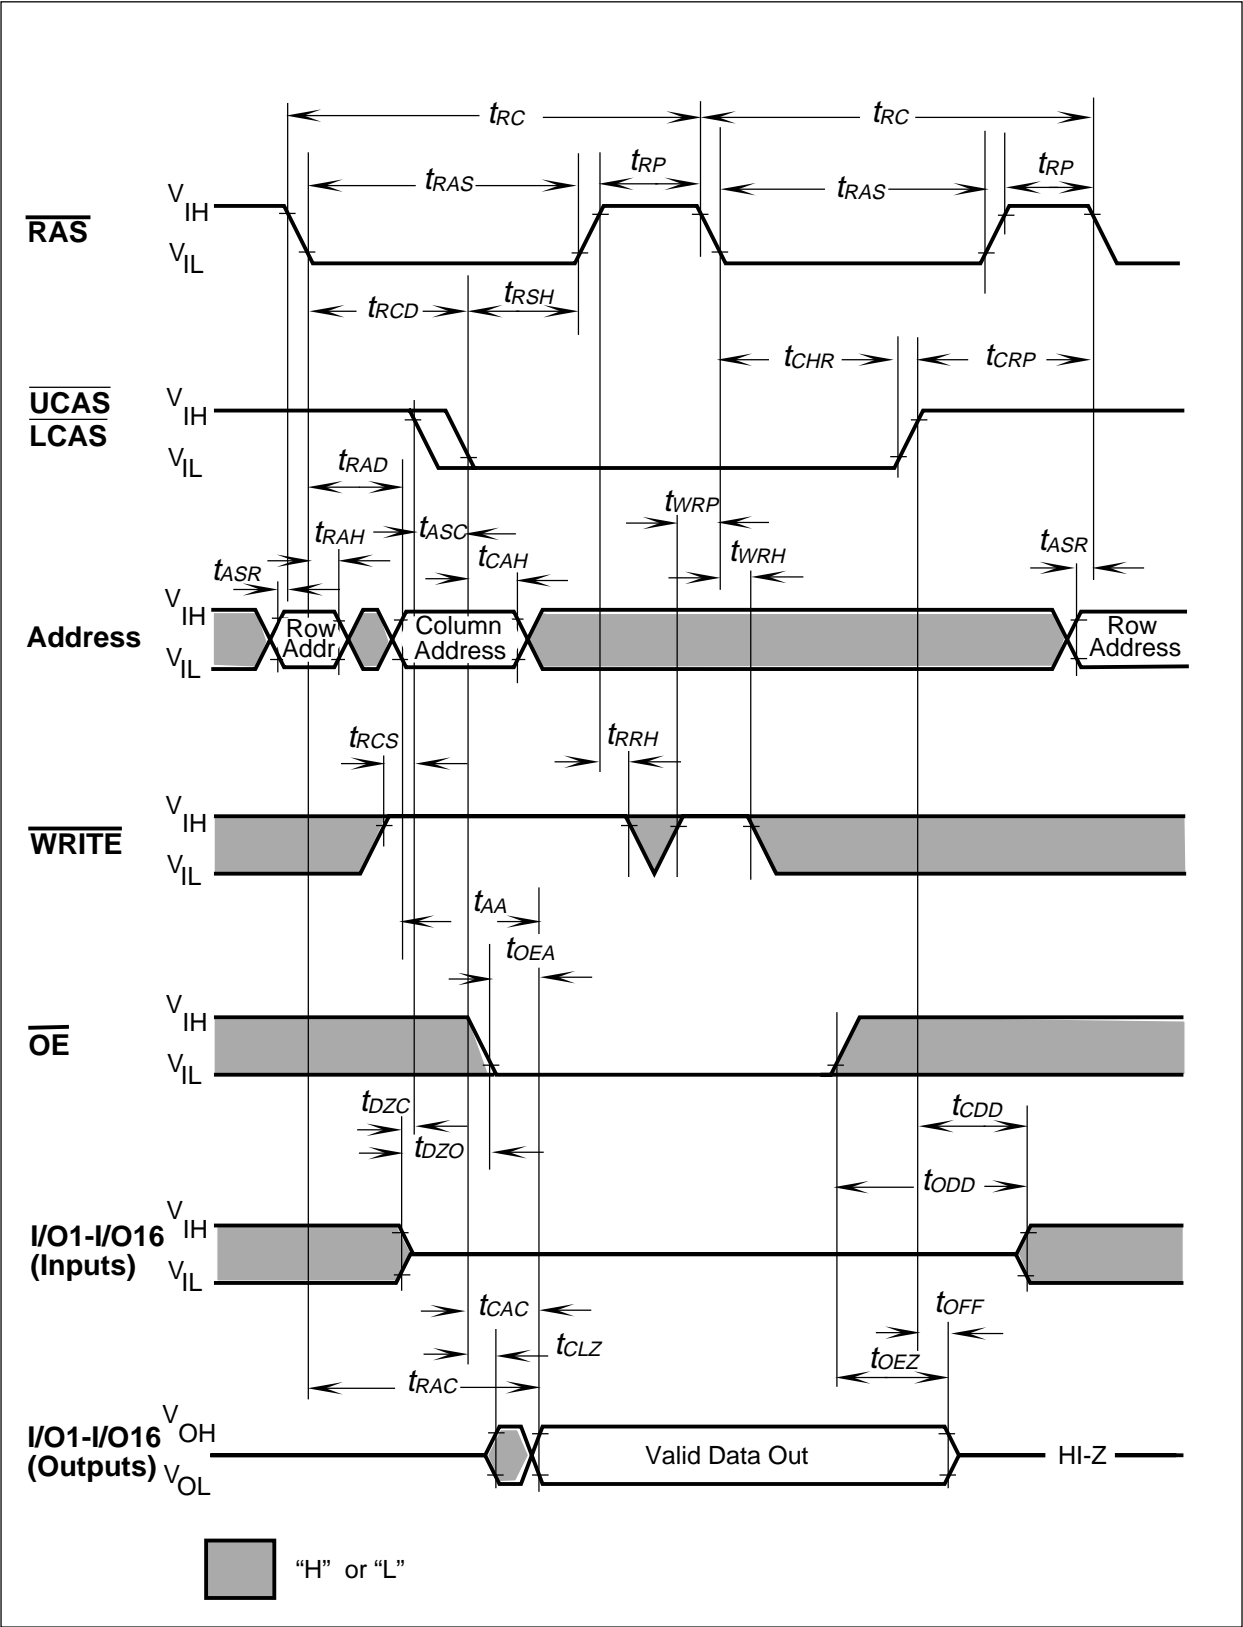 tRC tRC
tRAS tRP tRAS tRP
RAS VIH
VIL
tRCD tRSH
tCHR tCRP
UCAS VIH
LCAS
VIL
tRAD
tWRP
tRAH tASC tWRH tASR
tASR tCAH
VIH
Address Row Addr. Column Address Row Address
VIL
tRCS tRRH
WRITE VIH
VIL
tAA
tOEA
OE VIH
VIL
tDZC tCDD
tDZO
tODD
I/O1-I/O16 VIH
(Inputs) VIL
tCAC tOFF
tCLZ tOEZ
tRAC
I/O1-I/O16 VOH
(Outputs) VOL Valid Data Out HI-Z
“H” or “L”